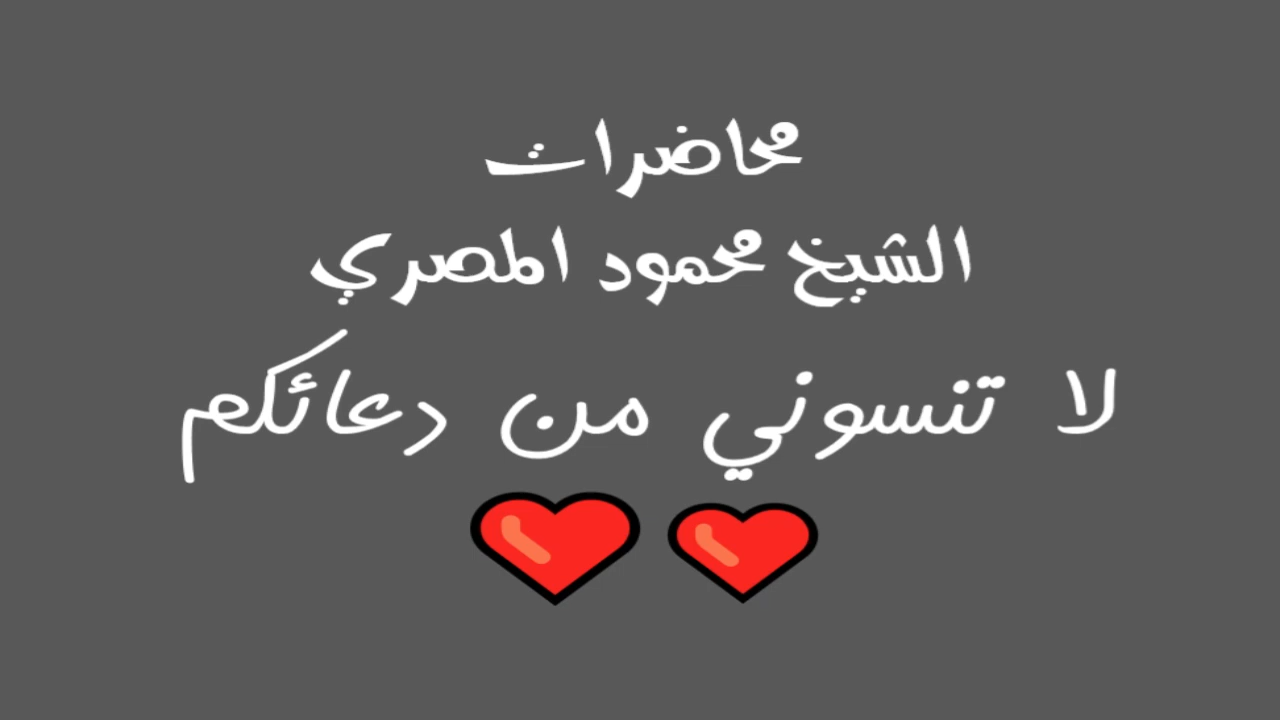 محاضرات
الشيخ محمود المصري
لا تنسوني من دعائكم